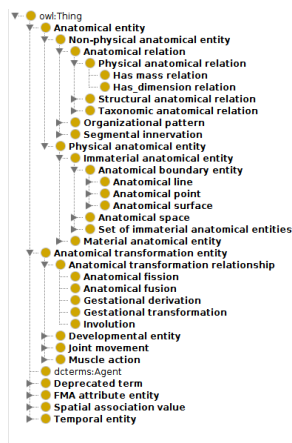 owl:Thing
Anatomical entity
Non-physical anatomical entity
Anatomical relation
Physical anatomical relation
Has mass relation
Has_dimension relation
Structural anatomical relation
Taxonomic anatomical relation
Organizational pattern
Segmental innervation
Physical anatomical entity
Immaterial anatomical entity
Anatomical boundary entity
Anatomical line
Anatomical point
Anatomical surface
Anatomical space
Set of immaterial anatomical entities
Material anatomical entity
Anatomical transformation entity
Anatomical transformation relationship
Anatomical fission
Anatomical fusion
Gestational derivation
Gestational transformation
Involution
Developmental entity
Joint movement
Muscle action
dcterms:Agent
Deprecated term
FMA attribute entity
Spatial association value
Temporal entity